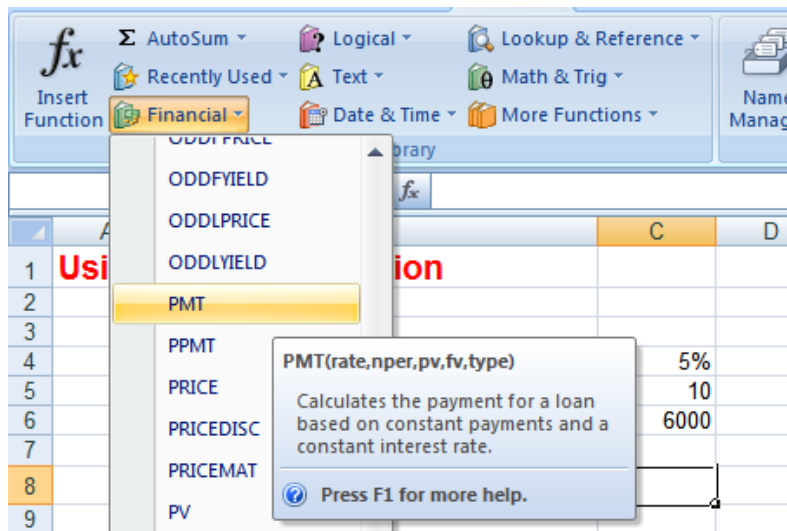 fx
Insert
Function
Σ AutoSum
Logical
Lookup & Reference
Recently Used
Text
Math & Trig
Financial
Date & Time
More Functions
Name
Manag
brary
fx
ODDFPRICE
ODDFYIELD
ODDLPRICE
ODDLYIELD
PMT
PPMT
PRICE
PRICEDISC
PRICEMAT
PV
A C D
1 Usi ion
2
3
4 5%
5 10
6 6000
7
8
9
PMT(rate,nper,pv,fv,type)
Calculates the payment for a loan
based on constant payments and a
constant interest rate.
Press F1 for more help.